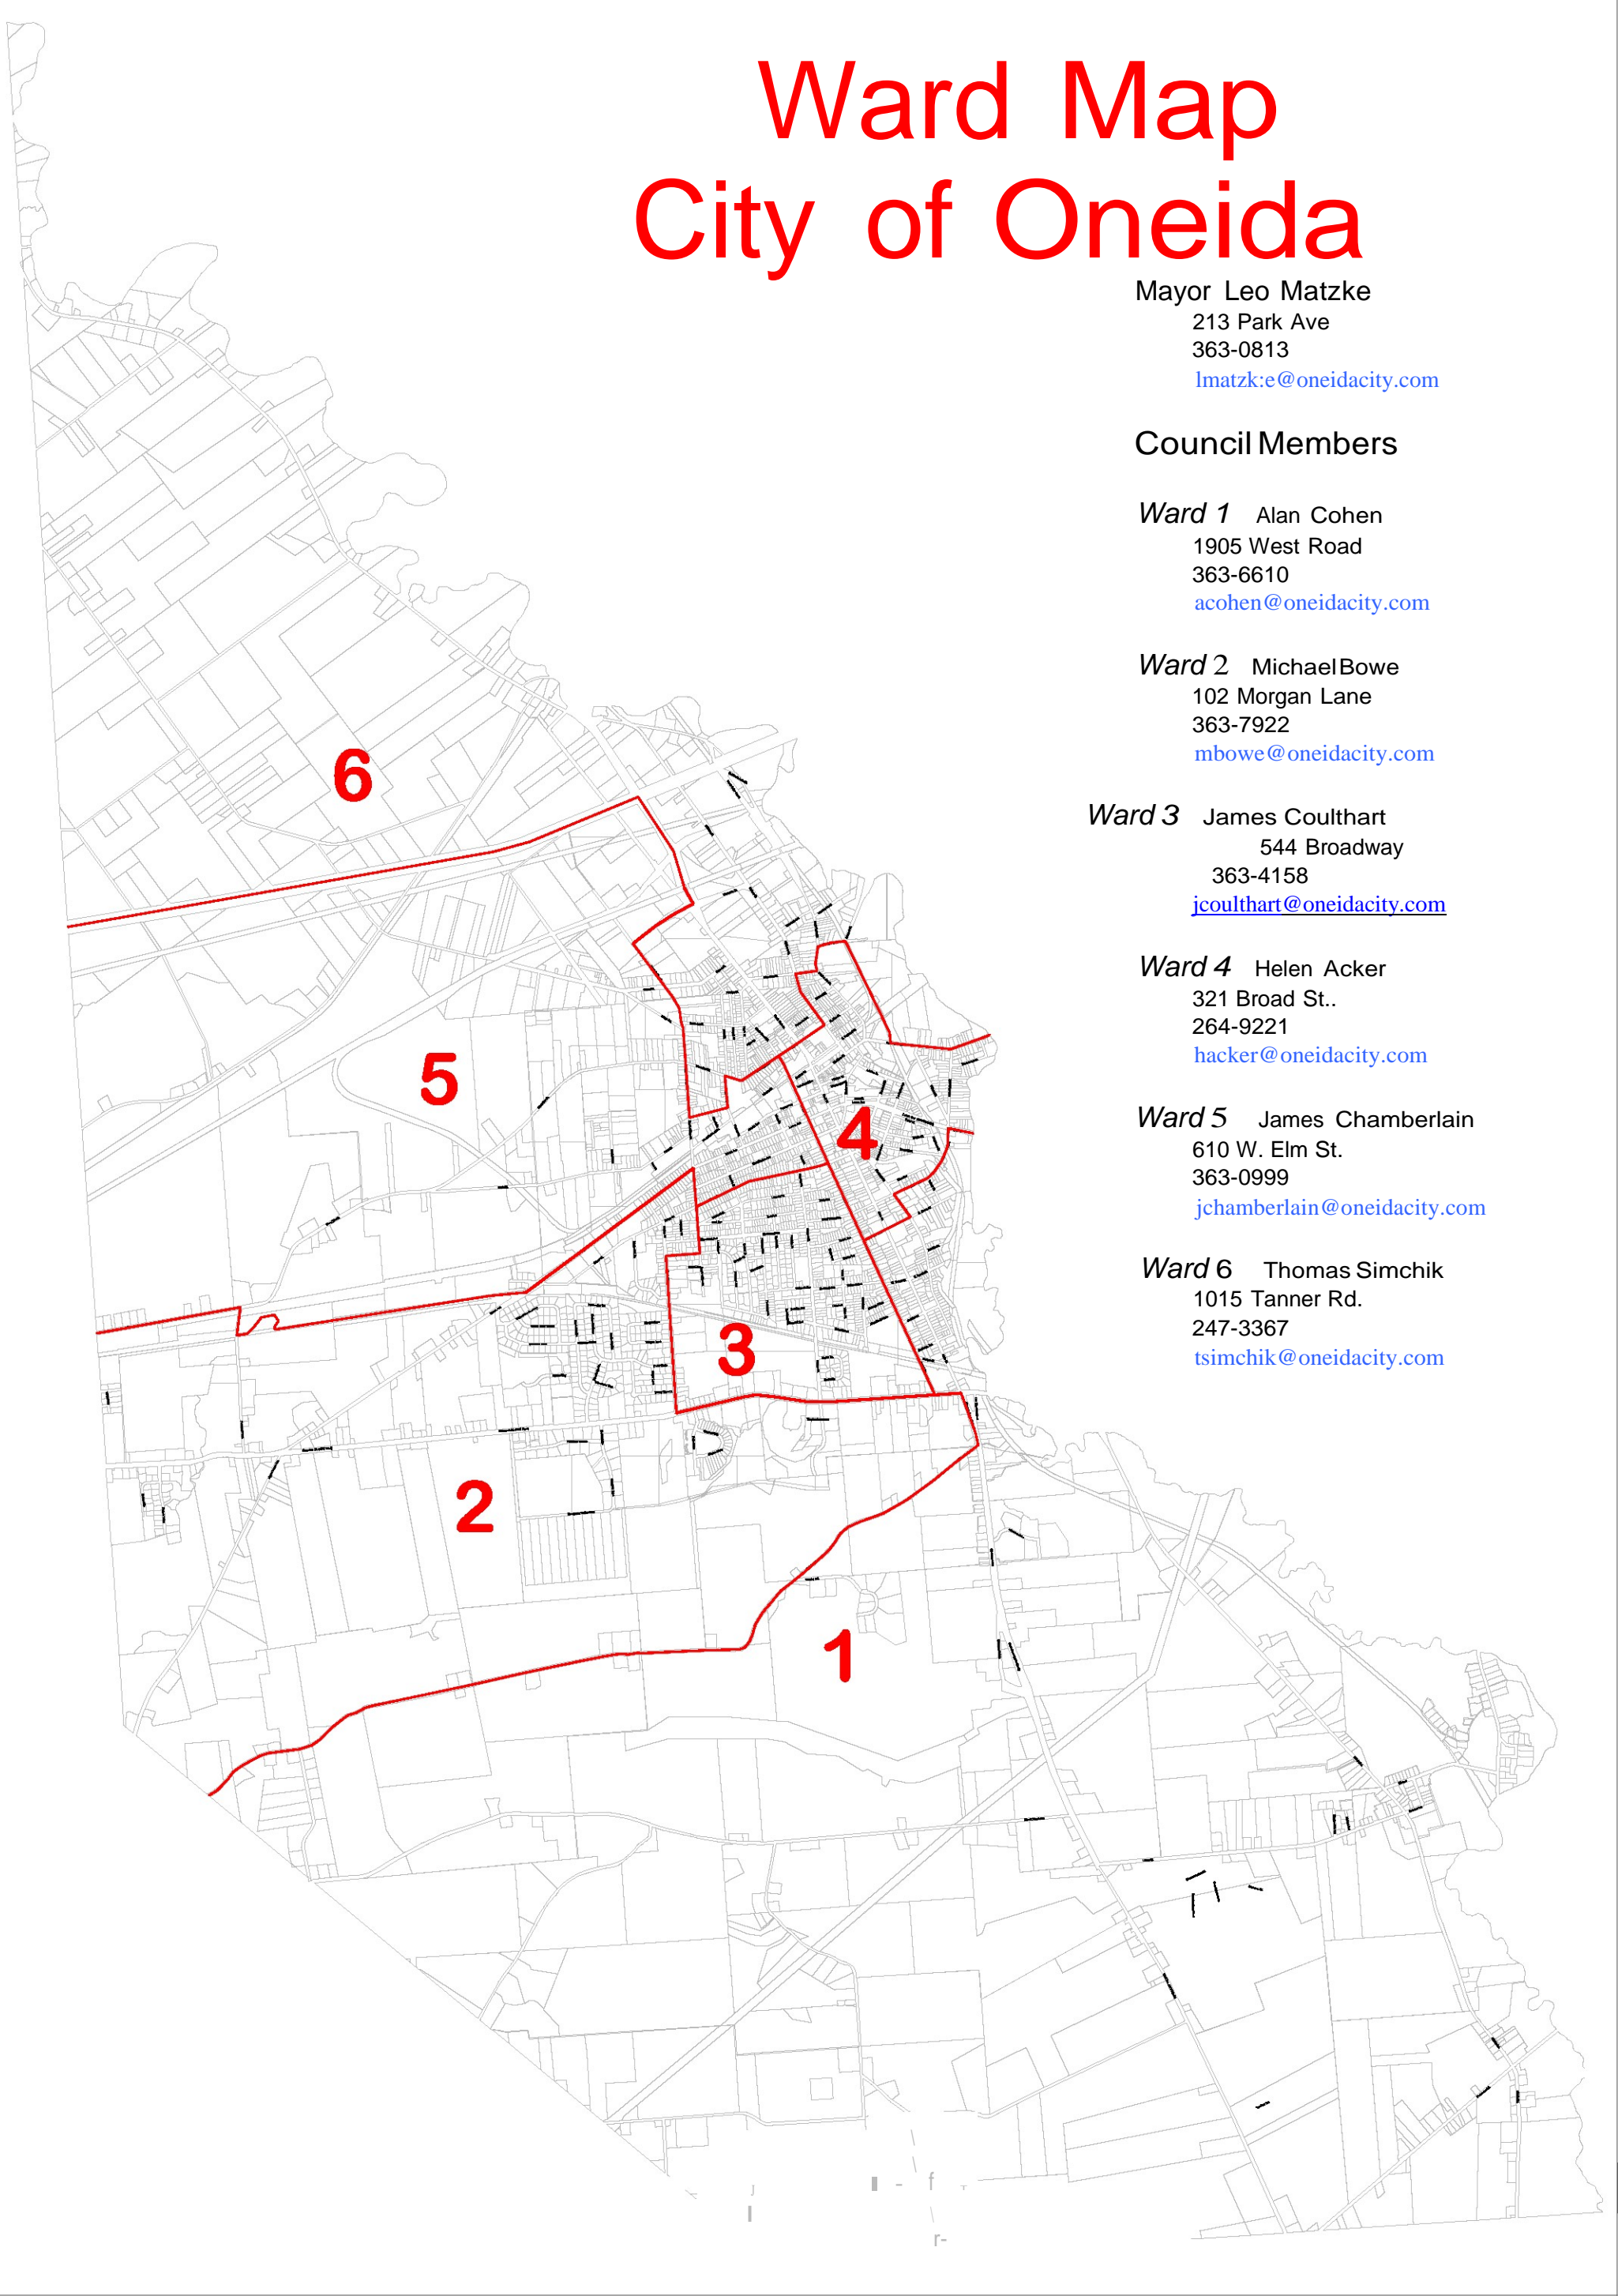 Ward Map
City of Oneida
Mayor Leo Matzke
213 Park Ave
363-0813
lmatzk:e@oneidacity.com
Council Members
Ward 1 Alan Cohen
1905 West Road
363-6610
acohen@oneidacity.com
Ward 2 Michael Bowe
102 Morgan Lane
363-7922
mbowe@oneidacity.com
Ward 3 James Coulthart
544 Broadway
363-4158
jcoulthart@oneidacity.com
Ward 4 Helen Acker
321 Broad St..
264-9221
hacker@oneidacity.com
Ward 5 James Chamberlain
610 W. Elm St.
363-0999
jchamberlain@oneidacity.com
Ward 6 Thomas Simchik
1015 Tanner Rd.
247-3367
tsimchik@oneidacity.com
6
5
4
3
2
1
- f
r-